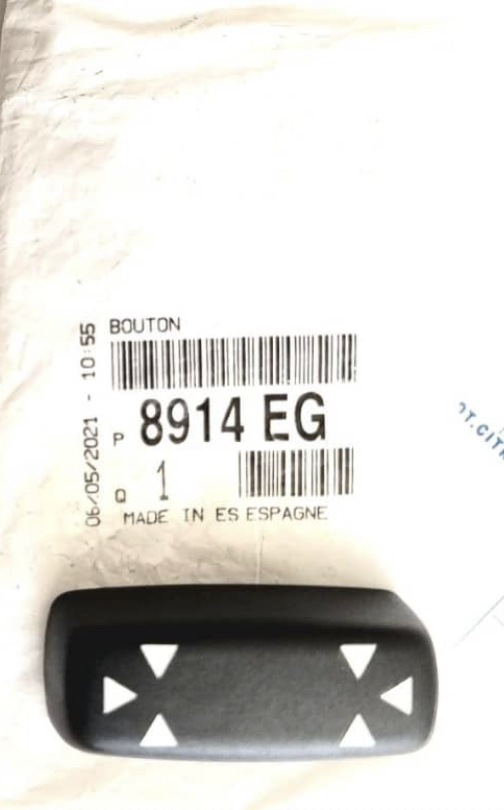 BOUTON
P 8914 EG
Q 1
MADE IN ES ESPAGNE
06/05/2021 - 10:55